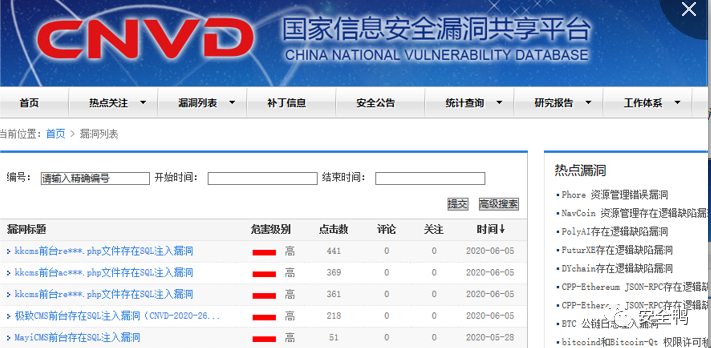 CNVD 国家信息安全漏洞共享平台
CHINA NATIONAL VULNERABILITY DATABASE
首页 热点关注 漏洞列表 补丁信息 安全公告 统计查询 研究报告 工作体系
当前位置: 首页 > 漏洞列表
编号: 请输入精确编号 开始时间: 结束时间:
提交 高级搜索
漏洞标题 危害级别 点击数 评论 关注 时间↓
kkcms前台re***.php文件存在SQL注入漏洞 高 441 0 0 2020-06-05
kkcms前台ac***.php文件存在SQL注入漏洞 高 369 0 0 2020-06-05
kkcms前台re***.php文件存在SQL注入漏洞 高 361 0 0 2020-06-05
极致CMS前台存在SQL注入漏洞（CNVD-2020-26... 高 218 0 0 2020-06-05
MayiCMS前台存在SQL注入漏洞 高 51 0 0 2020-05-28
热点漏洞
Phore 资源管理错误漏洞
NavCoin 资源管理存在逻辑缺陷漏
PolyAI存在逻辑缺陷漏洞
FuturXE存在逻辑缺陷漏洞
DYchain存在逻辑缺陷漏洞
CPP-Ethereum JSON-RPC存在逻辑缺
CPP-Ethereum JSON-RPC存在逻辑缺
BTC 公链日志注入漏洞
bitcoind和Bitcoin-Qt 权限许可和
安全鸭